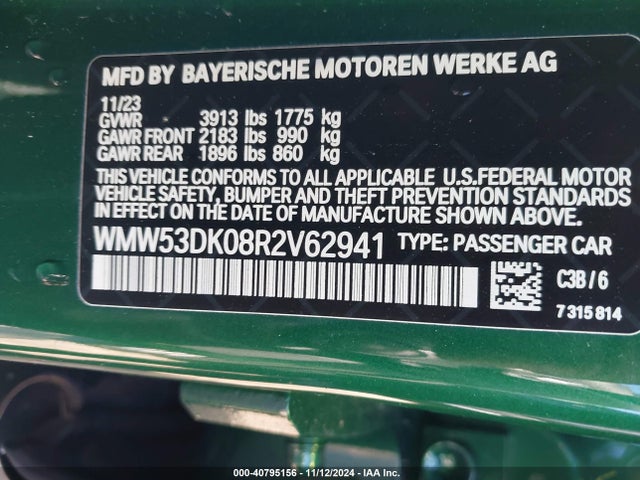 MFD BY BAYERISCHE MOTOREN WERKE AG
11/23
GVWR 3913 lbs 1775 kg
GAWR FRONT 2183 lbs 990 kg
GAWR REAR 1896 lbs 860 kg
THIS VEHICLE CONFORMS TO ALL APPLICABLE U.S.FEDERAL MOTOR
VEHICLE SAFETY, BUMPER AND THEFT PREVENTION STANDARDS
IN EFFECT ON THE DATE OF MANUFACTURE SHOWN ABOVE.
WMW53DK08R2V62941 TYPE: PASSENGER CAR
C3B / 6
7 315 814
000-40795156 - 11/12/2024 - IAA Inc.